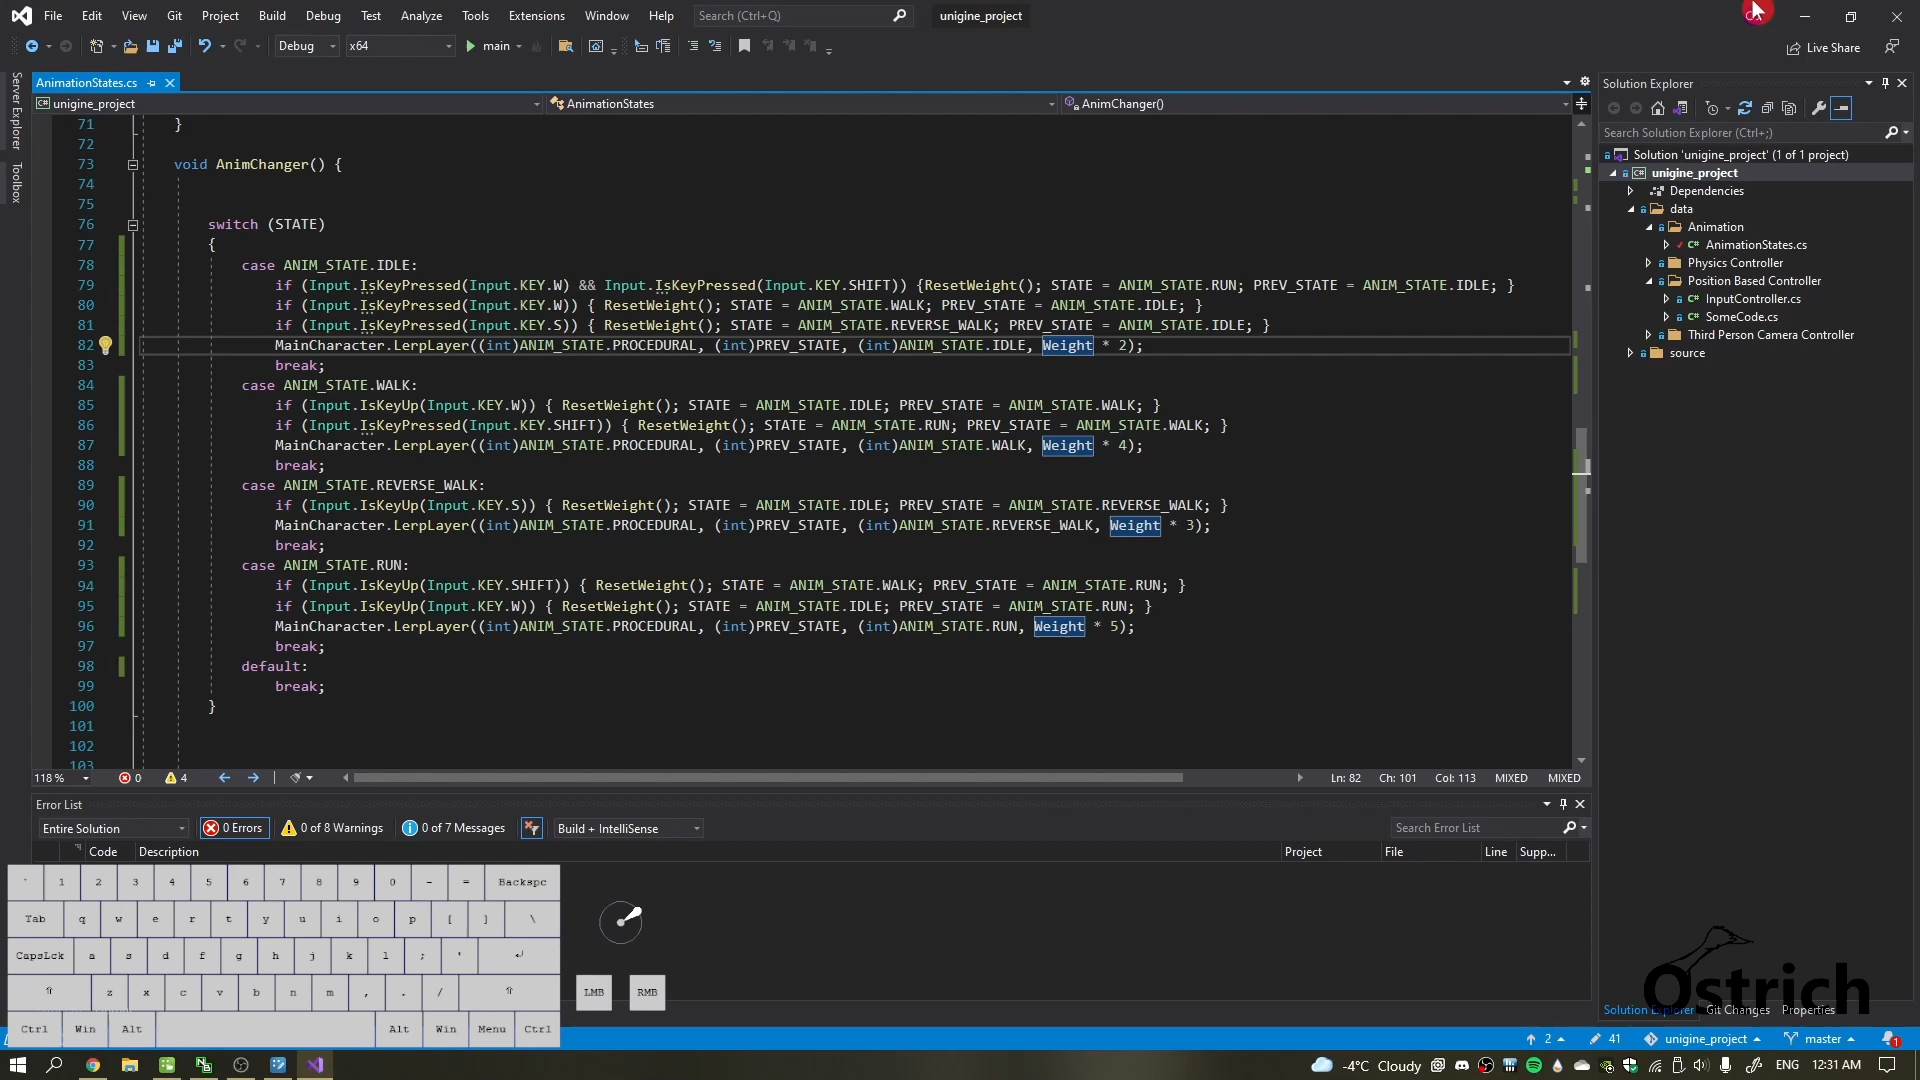 File Edit View Git Project Build Debug Test Analyze Tools Extensions Window Help Search (Ctrl+Q) unigine_project
Debug x64 main Live Share
AnimationStates.cs
unigine_project AnimationStates AnimChanger()
Server Explorer
Toolbox
71 }
72
73 void AnimChanger() {
74
75
76 switch (STATE)
77 {
78 case ANIM_STATE.IDLE:
79 if (Input.IsKeyPressed(Input.KEY.W) && Input.IsKeyPressed(Input.KEY.SHIFT)) {ResetWeight(); STATE = ANIM_STATE.RUN; PREV_STATE = ANIM_STATE.IDLE; }
80 if (Input.IsKeyPressed(Input.KEY.W)) { ResetWeight(); STATE = ANIM_STATE.WALK; PREV_STATE = ANIM_STATE.IDLE; }
81 if (Input.IsKeyPressed(Input.KEY.S)) { ResetWeight(); STATE = ANIM_STATE.REVERSE_WALK; PREV_STATE = ANIM_STATE.IDLE; }
82 MainCharacter.LerpLayer((int)ANIM_STATE.PROCEDURAL, (int)PREV_STATE, (int)ANIM_STATE.IDLE, Weight * 2);
83 break;
84 case ANIM_STATE.WALK:
85 if (Input.IsKeyUp(Input.KEY.W)) { ResetWeight(); STATE = ANIM_STATE.IDLE; PREV_STATE = ANIM_STATE.WALK; }
86 if(Input.IsKeyPressed(Input.KEY.SHIFT)) { ResetWeight(); STATE = ANIM_STATE.RUN; PREV_STATE = ANIM_STATE.WALK; }
87 MainCharacter.LerpLayer((int)ANIM_STATE.PROCEDURAL, (int)PREV_STATE, (int)ANIM_STATE.WALK, Weight * 4);
88 break;
89 case ANIM_STATE.REVERSE_WALK:
90 if (Input.IsKeyUp(Input.KEY.S)) { ResetWeight(); STATE = ANIM_STATE.IDLE; PREV_STATE = ANIM_STATE.REVERSE_WALK; }
91 MainCharacter.LerpLayer((int)ANIM_STATE.PROCEDURAL, (int)PREV_STATE, (int)ANIM_STATE.REVERSE_WALK, Weight * 3);
92 break;
93 case ANIM_STATE.RUN:
94 if (Input.IsKeyUp(Input.KEY.SHIFT)) { ResetWeight(); STATE = ANIM_STATE.WALK; PREV_STATE = ANIM_STATE.RUN; }
95 if (Input.IsKeyUp(Input.KEY.W)) { ResetWeight(); STATE = ANIM_STATE.IDLE; PREV_STATE = ANIM_STATE.RUN; }
96 MainCharacter.LerpLayer((int)ANIM_STATE.PROCEDURAL, (int)PREV_STATE, (int)ANIM_STATE.RUN, Weight * 5);
97 break;
98 default:
99 break;
100 }
101
102
103
118 % 0 4 Ln: 82 Ch: 101 Col: 113 MIXED MIXED
Solution Explorer
Search Solution Explorer (Ctrl+;)
Solution 'unigine_project' (1 of 1 project)
unigine_project
Dependencies
data
Animation
AnimationStates.cs
Physics Controller
Position Based Controller
InputController.cs
SomeCode.cs
Third Person Camera Controller
source
Error List
Entire Solution 0 Errors 0 of 8 Warnings 0 of 7 Messages Build + IntelliSense Search Error List
Code Description Project File Line Supp...
` 1 2 3 4 5 6 7 8 9 0 - = Backspc
Tab q w e r t y u i o p [ ] \
CapsLck a s d f g h j k l ; '
z x c v b n m , . /
Ctrl Win Alt Alt Win Menu Ctrl
LMB RMB
Ostrich
Solution Explorer Git Changes Properties
2 41 unigine_project master 1
-4°C Cloudy ENG 12:31 AM